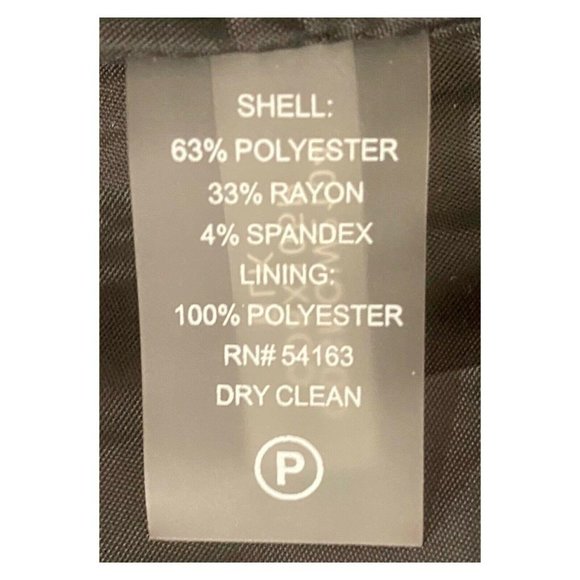 SHELL:
63% POLYESTER
33% RAYON
4% SPANDEX
LINING:
100% POLYESTER
RN# 54163
DRY CLEAN
P